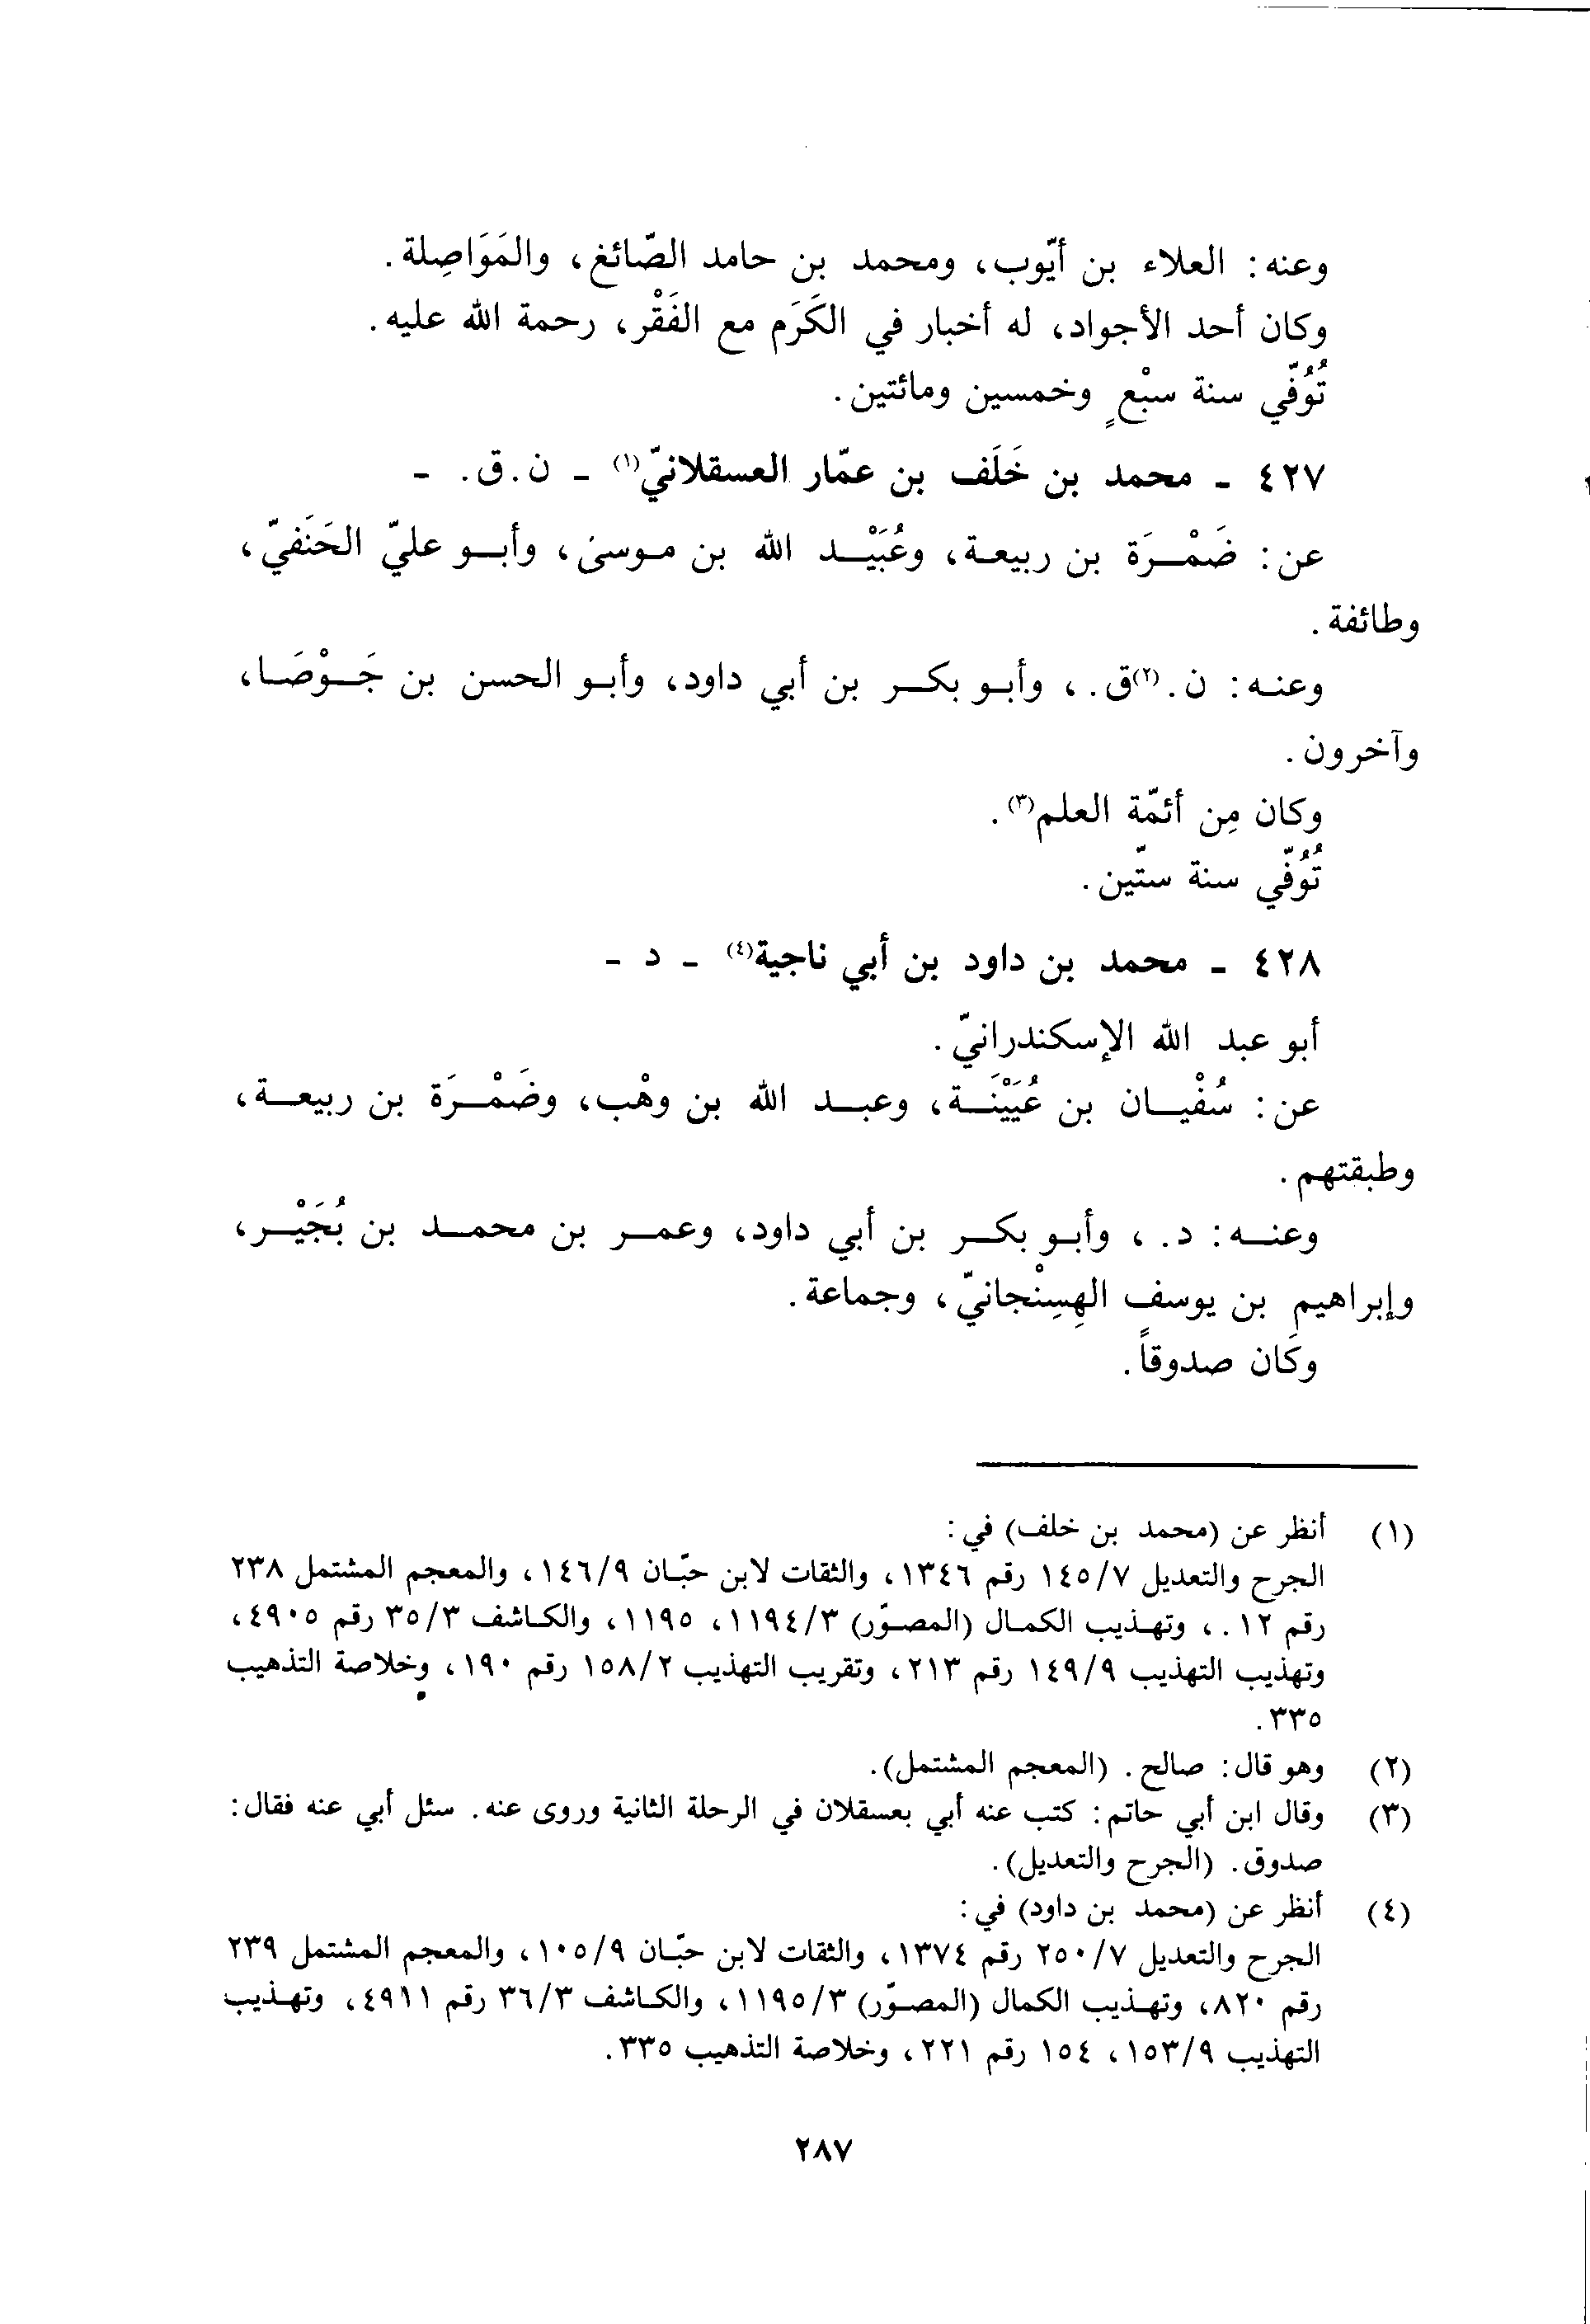 وعنه: العلاء بن أيّوب، ومحمد بن حامد الصّائغ، والمَوَاصِلة.
وكان أحد الأجواد، له أخبار في الكَرَم مع الفَقْر، رحمة الله عليه.
تُوُفّي سنة سبْعٍ وخمسين ومائتين.
٤٢٧ - محمد بن خَلَف بن عمّار العسقلانيّ(١) - ن.ق. -
عن: ضَمْرَة بن ربيعة، وعُبَيْد الله بن موسىٰ، وأبو عليّ الحَنَفيّ،
وطائفة.
وعنه: ن.(٢)ق.، وأبو بكر بن أبي داود، وأبو الحسن بن جَوْصَا،
وآخرون.
وكان مِن أئمّة العلم(٣).
تُوُفّي سنة ستّين.
٤٢٨ - محمد بن داود بن أبي ناجية(٤) - د -
أبو عبد الله الإسكندرانيّ.
عن: سُفْيان بن عُيَيْنَة، وعبد الله بن وهْب، وضَمْرَة بن ربيعة،
وطبقتهم.
وعنه: د.، وأبو بكر بن أبي داود، وعمر بن محمد بن بُجَيْر،
وإبراهيم بن يوسف الهِسِنْجانيّ، وجماعة.
وكَان صدوقاً.
(١) أنظر عن (محمد بن خلف) في:
الجرح والتعديل ١٤٥/٧ رقم ١٣٤٦، والثقات لابن حبّان ١٤٦/٩، والمعجم المشتمل ٢٣٨
رقم ١٢.، وتهذيب الكمال (المصوّر) ١١٩٤/٣، ١١٩٥، والكاشف ٣٥/٣ رقم ٤٩٠٥،
وتهذيب التهذيب ١٤٩/٩ رقم ٢١٣، وتقريب التهذيب ١٥٨/٢ رقم ١٩٠، وخلاصة التذهيب
٣٣٥.
(٢) وهو قال: صالح. (المعجم المشتمل).
(٣) وقال ابن أبي حاتم: كتب عنه أبي بعسقلان في الرحلة الثانية وروى عنه. سئل أبي عنه فقال:
صدوق. (الجرح والتعديل).
(٤) أنظر عن (محمد بن داود) في:
الجرح والتعديل ٢٥٠/٧ رقم ١٣٧٤، والثقات لابن حبّان ١٠٥/٩، والمعجم المشتمل ٢٣٩
رقم ٨٢٠، وتهذيب الكمال (المصوّر) ١١٩٥/٣، والكاشف ٣٦/٣ رقم ٤٩١١، وتهذيب
التهذيب ١٥٣/٩، ١٥٤ رقم ٢٢١، وخلاصة التذهيب ٣٣٥.
٢٨٧